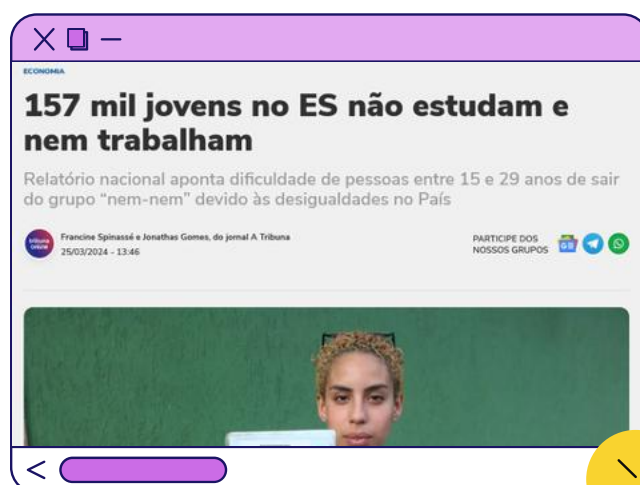 ECONOMIA
157 mil jovens no ES não estudam e
nem trabalham
Relatório nacional aponta dificuldade de pessoas entre 15 e 29 anos de sair
do grupo “nem-nem” devido às desigualdades no País
tribuna
online
Francine Spinassé e Jonathas Gomes, do jornal A Tribuna
25/03/2024 - 13:46
PARTICIPE DOS
NOSSOS GRUPOS